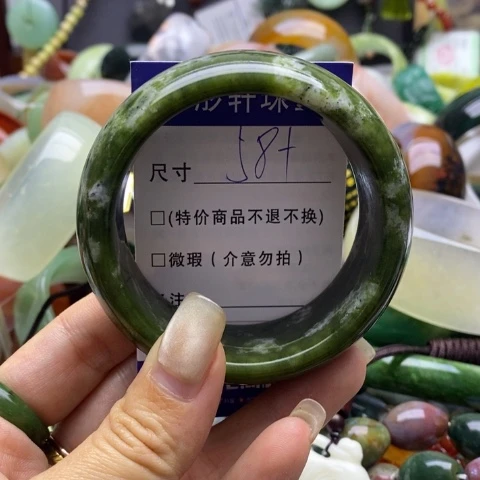 彤轩珠宝
尺寸 58+
□(特价商品不退不换)
□微瑕(介意勿拍)
注